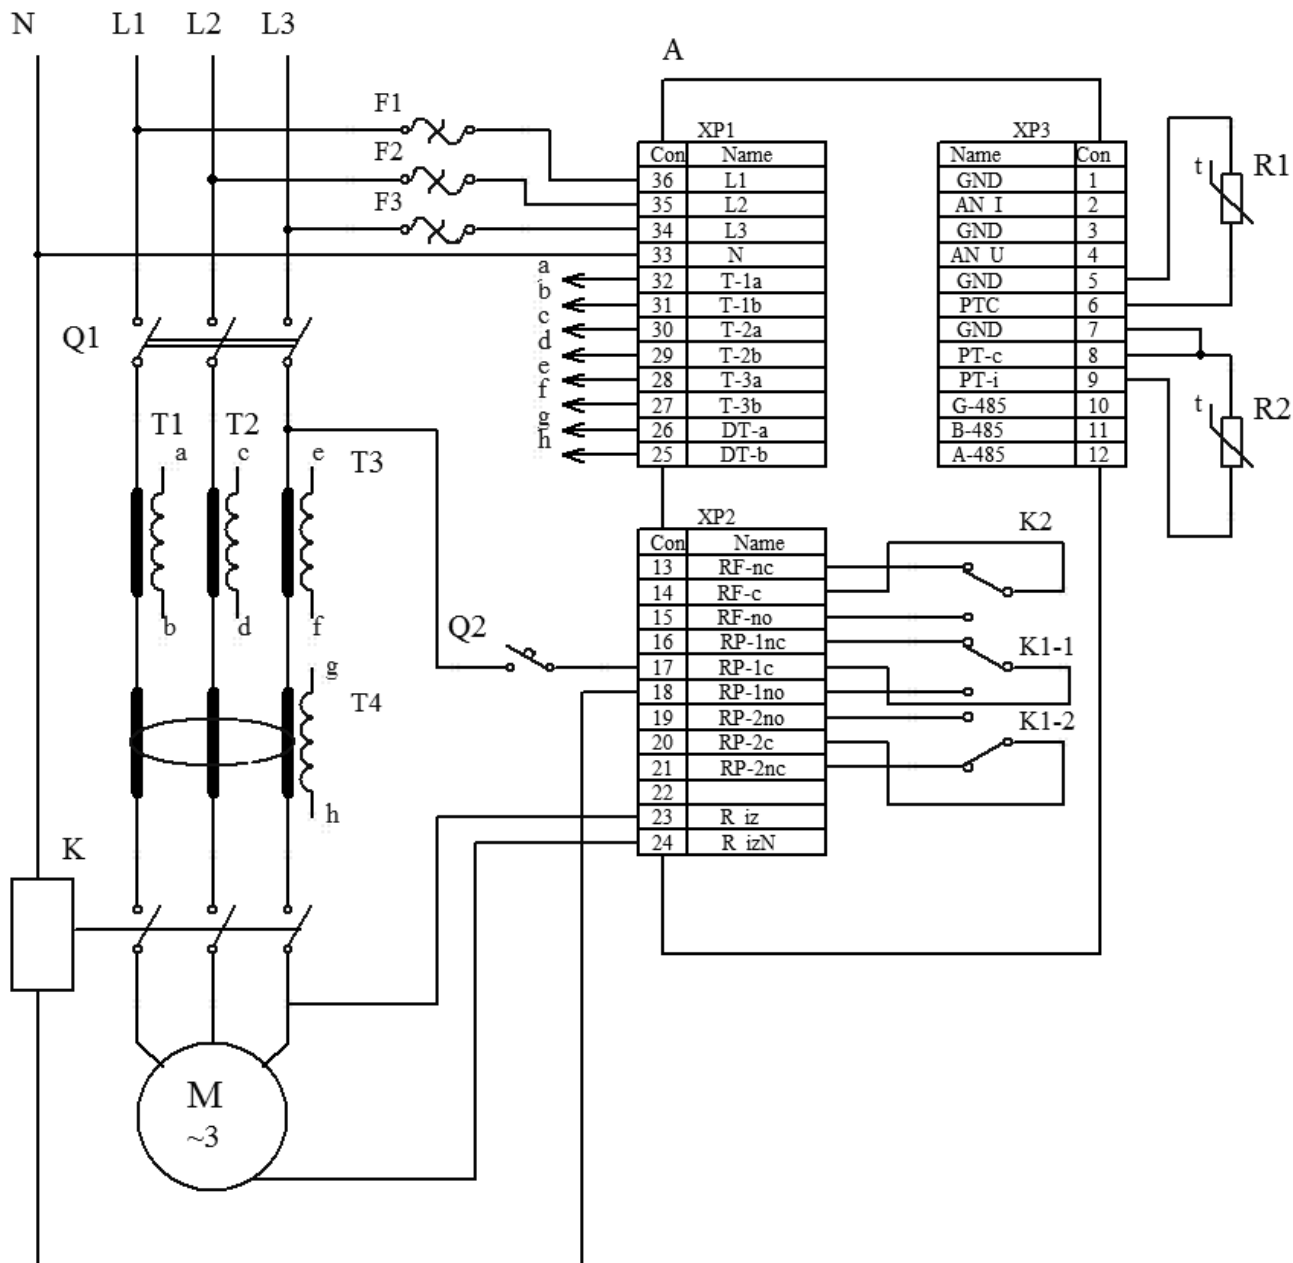 N L1 L2 L3
A
F1
F2
F3
XP1
Con Name
36 L1
35 L2
34 L3
33 N
32 T-1a
31 T-1b
30 T-2a
29 T-2b
28 T-3a
27 T-3b
26 DT-a
25 DT-b
a
b
c
d
e
f
g
h
XP3
Name Con
GND 1
AN I 2
GND 3
AN U 4
GND 5
PTC 6
GND 7
PT-c 8
PT-i 9
G-485 10
B-485 11
A-485 12
t R1
t R2
Q1
T1 T2 T3
a c e
b d f
g
T4
h
Q2
XP2
Con Name
13 RF-nc
14 RF-c
15 RF-no
16 RP-1nc
17 RP-1c
18 RP-1no
19 RP-2no
20 RP-2c
21 RP-2nc
22
23 R iz
24 R izN
K2
K1-1
K1-2
K
M
~3